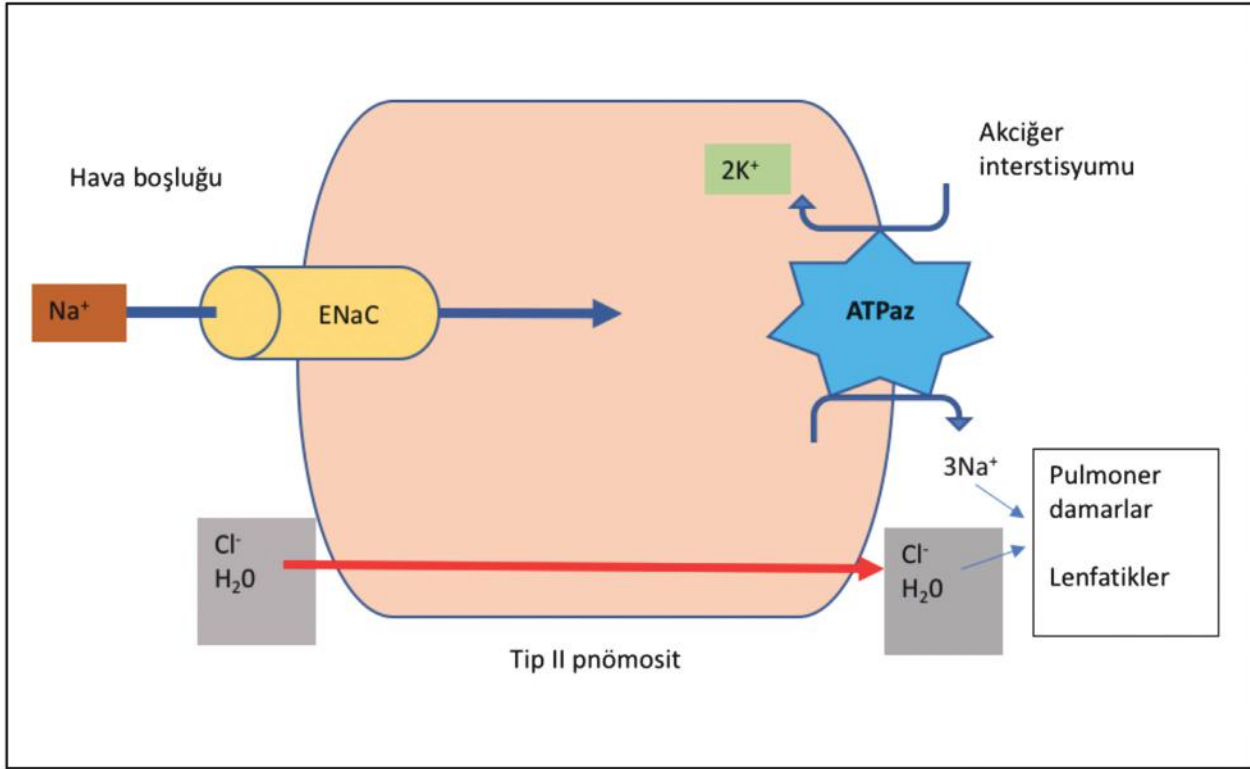 Hava boşluğu
Na⁺
ENaC
2K⁺
Akciğer
interstisyumu
ATPaz
3Na⁺
Cl⁻
H₂0
Cl⁻
H₂0
Pulmoner
damarlar
Lenfatikler
Tip II pnömosit